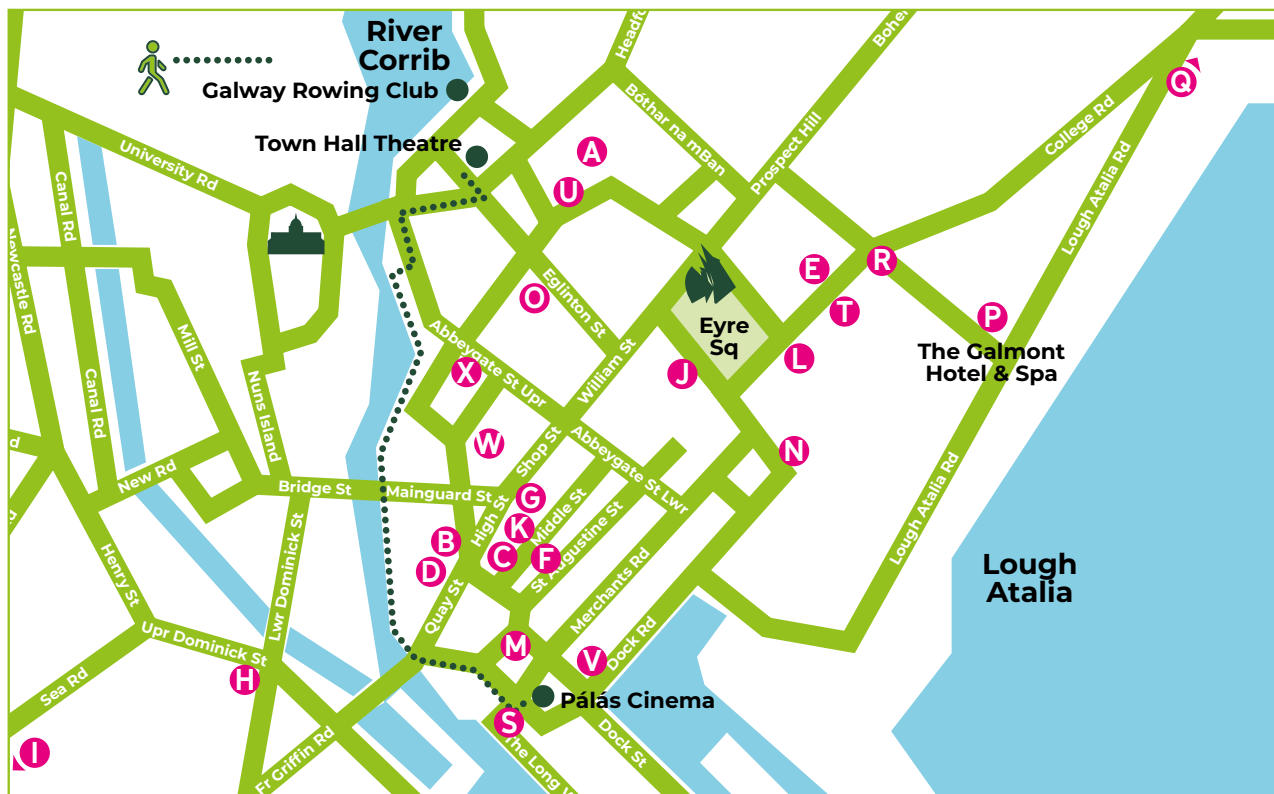 River
Corrib
Galway Rowing Club
Town Hall Theatre
Headfo
Bohe
Bóthar na mBan
Prospect Hill
College Rd
Q
A
U
University Rd
Canal Rd
Newcastle Rd
Lough Atalia Rd
E
R
T
O
Eglinton St
Eyre
Sq
P
The Galmont
Hotel & Spa
L
J
William St
Abbeygate St Upr
X
Mill St
Nuns Island
Canal Rd
W
Shop St
Abbeygate St Lwr
N
d
New Rd
Bridge St
Mainguard St
G
High St
K
Middle St
B
C
F
D
St Augustine St
Lough Atalia Rd
Lough
Atalia
Henry St
Lwr Dominick St
Quay St
Merchants Rd
Upr Dominick St
M
V
Dock Rd
H
Sea Rd
Pálás Cinema
S
Dock St
The Long W
Fr Griffin Rd
I